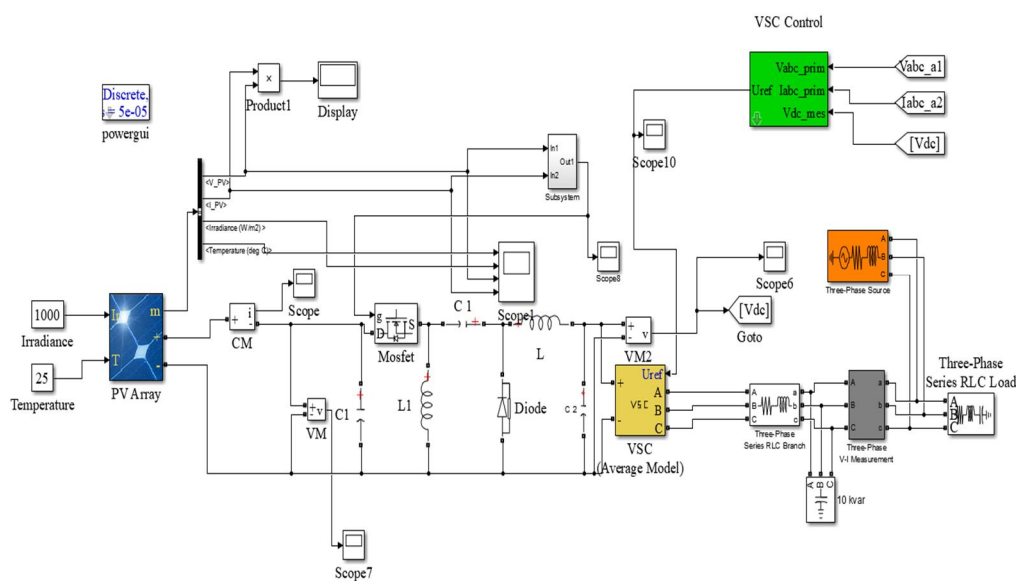 VSC Control
Vabc_prim
Vabc_a1
Uref
Iabc_prim
Iabc_a2
Vdc_mes
[Vdc]
Discrete,
= 5e-05
powergui
×
Product1
Display
Scope10
In1
In2
Out1
Subsystem
<V_PV>
<I_PV>
<Irradiance (W/m2)>
<Temperature (deg C)>
Scope8
Scope6
A
B
C
Three-Phase Source
1000
Irradiance
25
Temperature
Ir
T
m
+
-
PV Array
+
i
-
CM
Scope
g
D
S
Mosfet
C 1
+
Scope1
+
L
+
-
v
VM2
[Vdc]
Goto
+
-
v
VM
C1
+
L1
+
Diode
C 2
+
Uref
+
-
VSC
A
B
C
VSC
(Average Model)
A
B
C
a
b
c
Three-Phase
Series RLC Branch
A
B
C
a
b
c
Three-Phase
V-I Measurement
Three-Phase
Series RLC Load
A
B
C
A
B
C
10 kvar
Scope7